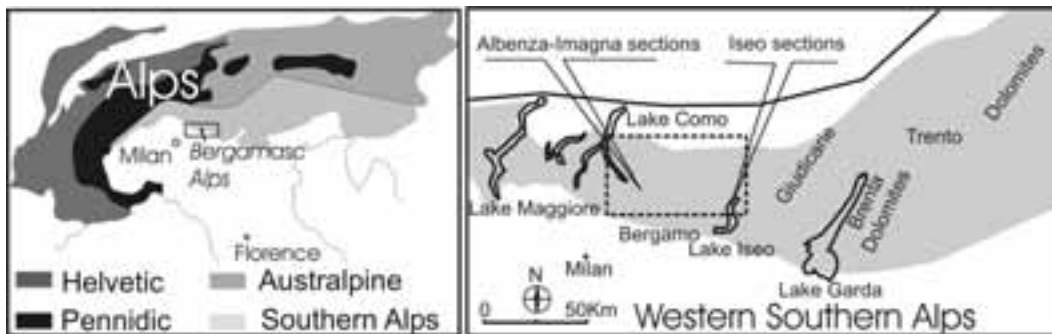 Alps
Milan
Bergamasc
Alps
Florence
Helvetic
Australpine
Pennidic
Southern Alps
Albenza-Imagna
sections
Iseo sections
Lake Como
Lake Maggiore
Bergamo
Lake Iseo
Milan
Giudicarie
Trento
Dolomites
Brenta
Dolomites
Lake Garda
N
0
50Km
Western Southern Alps